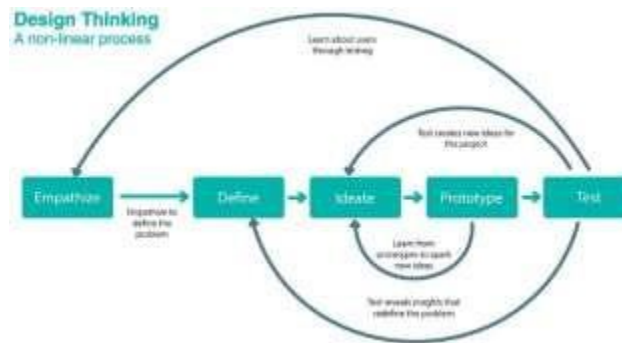 Design Thinking
A non-linear process
Learn about users
through testing
Test creates new ideas for
the project
Empathize
Define
Ideate
Prototype
Test
Empathize to
define the
problem
Learn from
prototypes to spark
new ideas
Test reveals insights that
redefine the problem